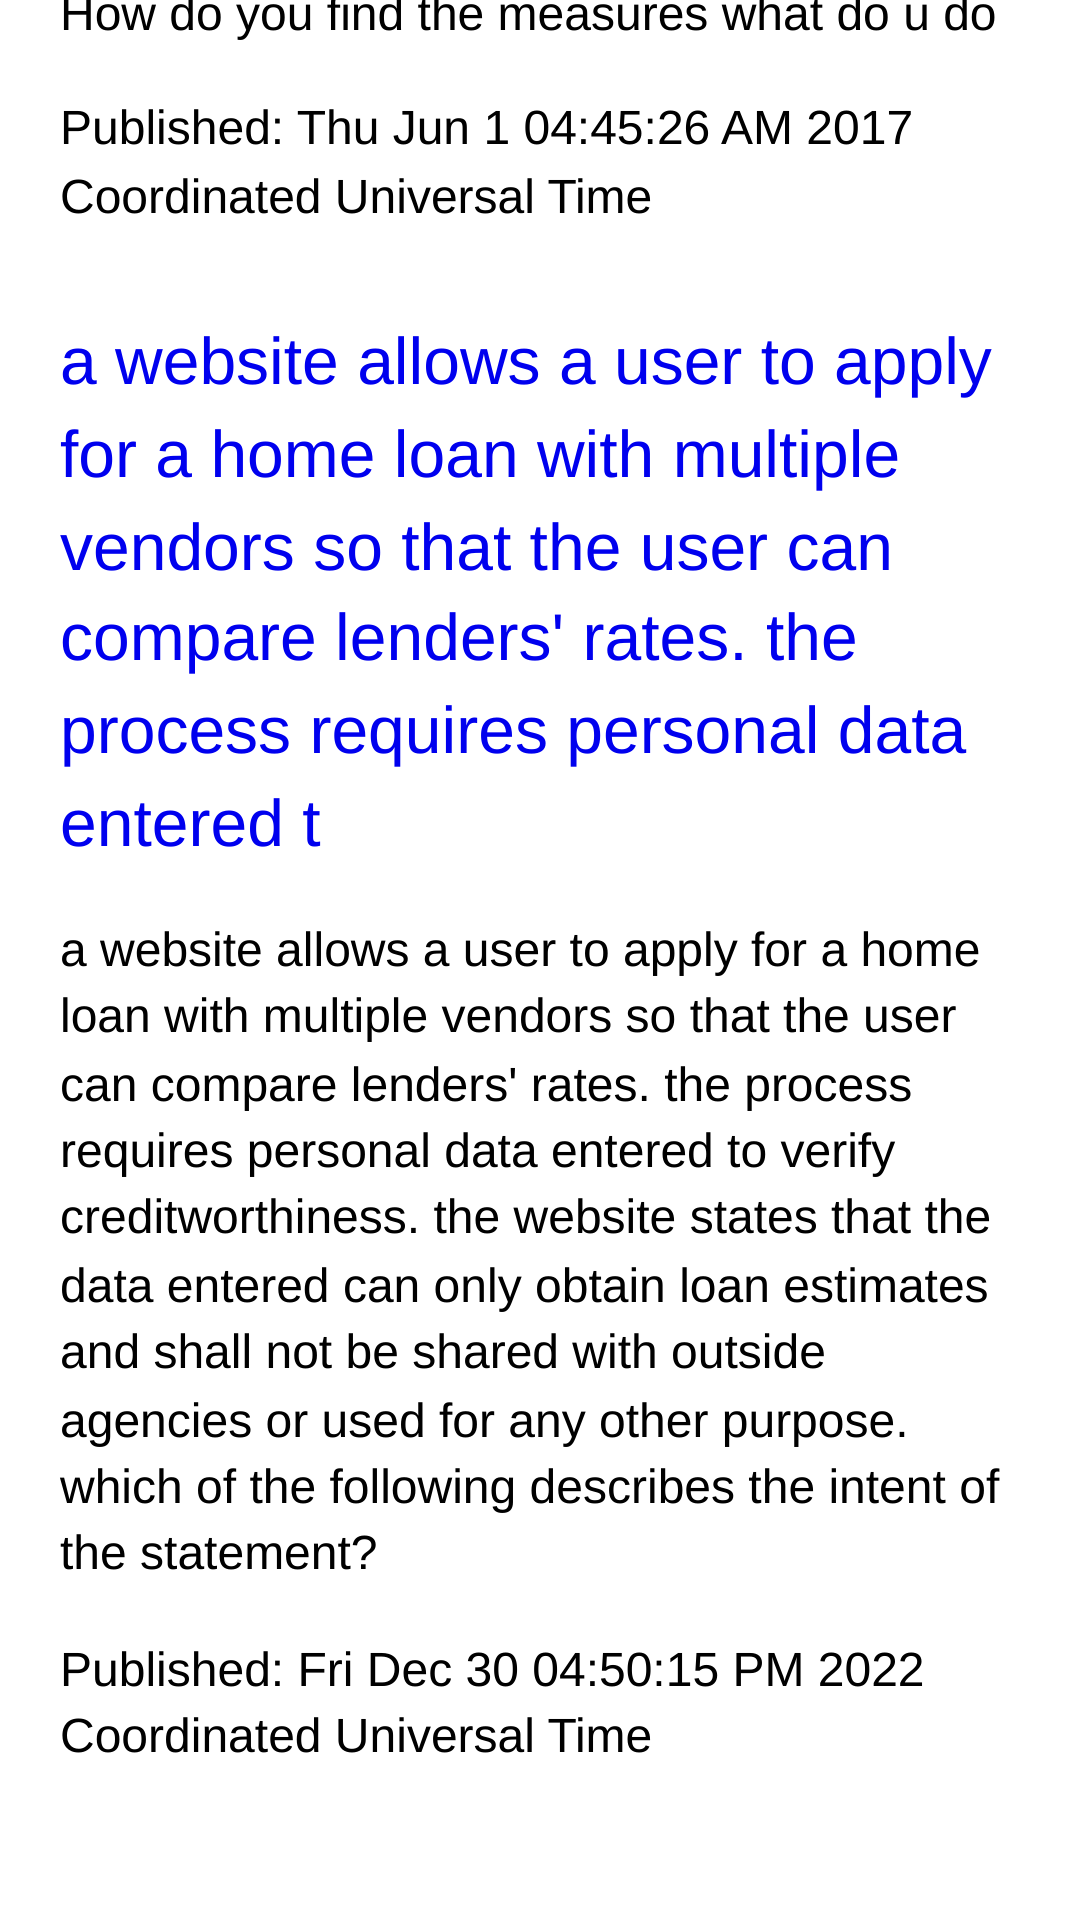 How do you find the measures what do u do
Published: Thu Jun 1 04:45:26 AM 2017
Coordinated Universal Time
a website allows a user to apply
for a home loan with multiple
vendors so that the user can
compare lenders' rates. the
process requires personal data
entered t
a website allows a user to apply for a home
loan with multiple vendors so that the user
can compare lenders' rates. the process
requires personal data entered to verify
creditworthiness. the website states that the
data entered can only obtain loan estimates
and shall not be shared with outside
agencies or used for any other purpose.
which of the following describes the intent of
the statement?
Published: Fri Dec 30 04:50:15 PM 2022
Coordinated Universal Time